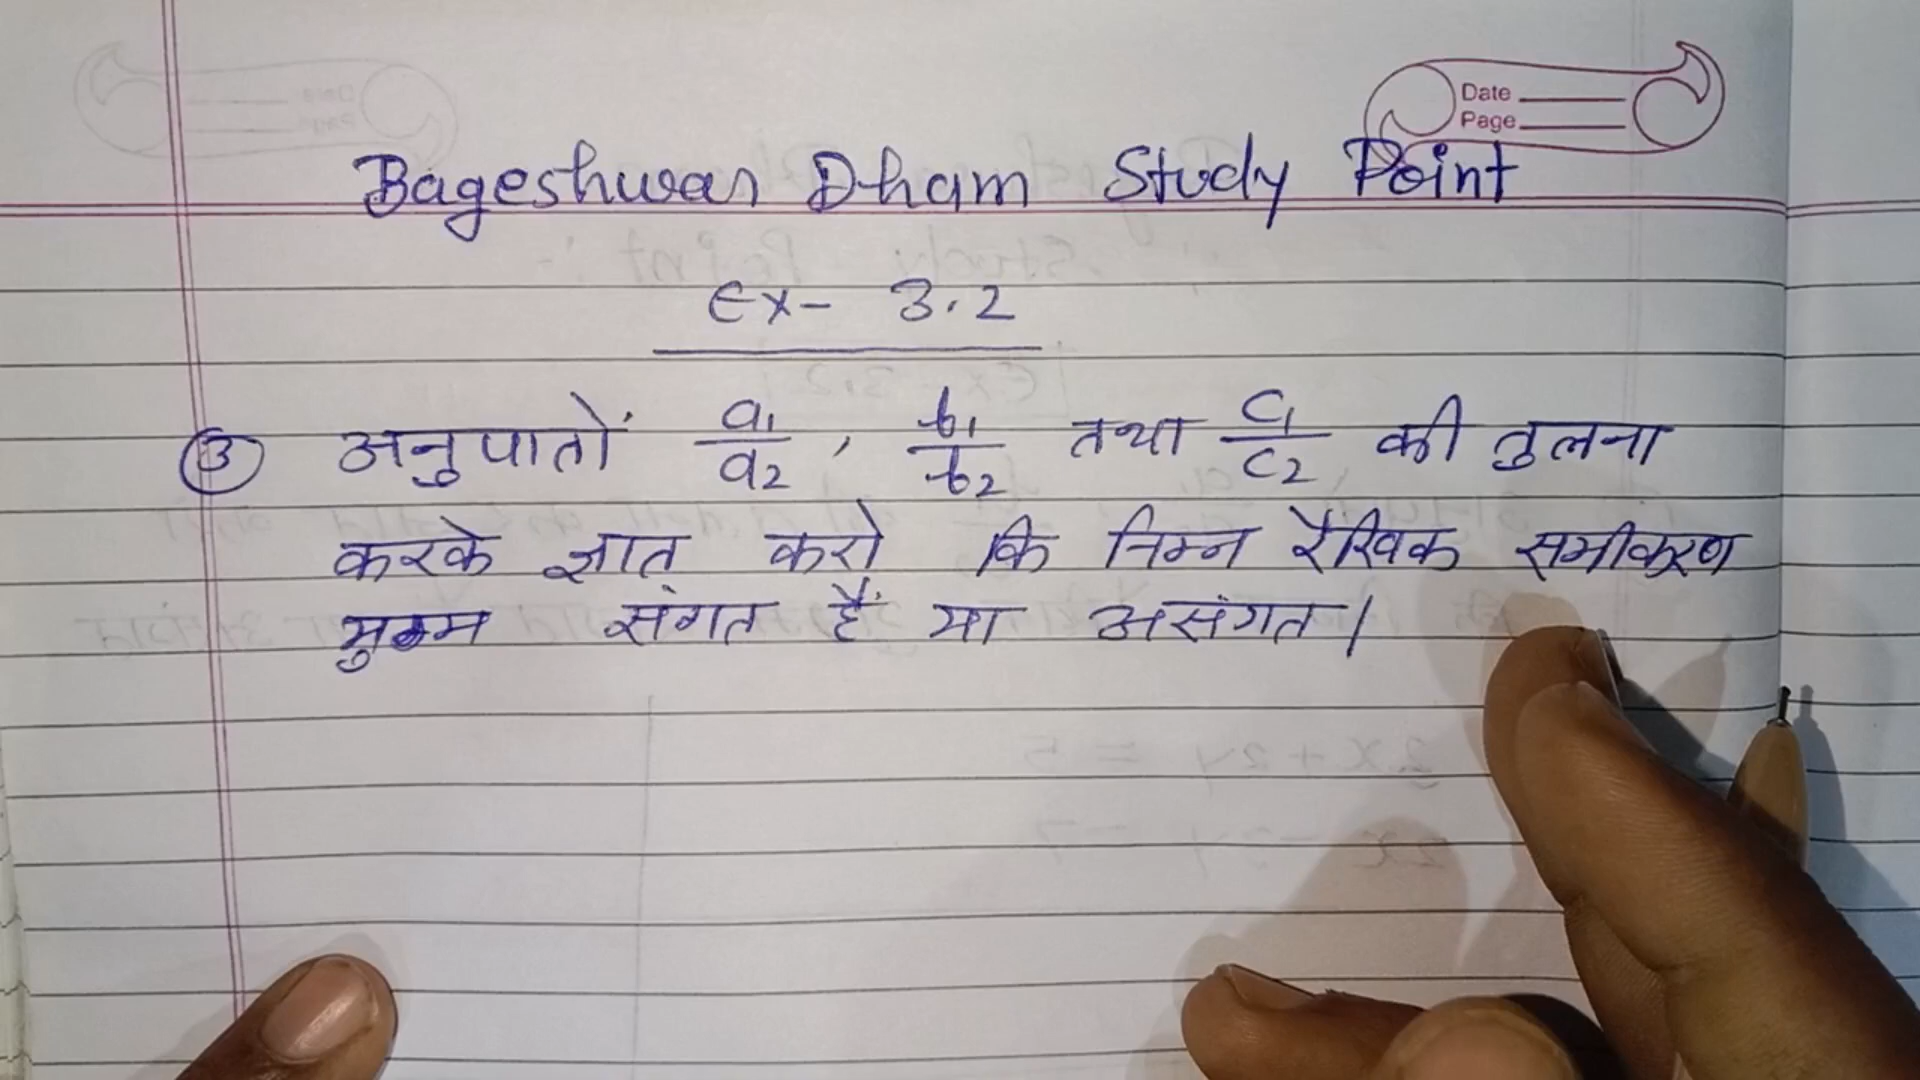 Date
Page
Bageshwar Dham Study Point
Ex- 3.2
③ अनुपातों a₁/a₂, b₁/b₂ तथा c₁/c₂ की तुलना
करके ज्ञात करो कि निम्न रैखिक समीकरण
युग्म संगत हैं या असंगत।